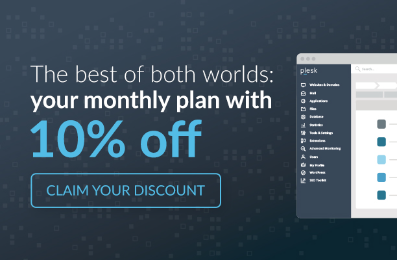 The best of both worlds:
your monthly plan with
10% off
CLAIM YOUR DISCOUNT
plesk
Search...
Websites & Domains
Mail
Applications
Files
Databases
Statistics
Tools & Settings
Extensions
Advanced Monitoring
Users
My Profile
WordPress
SEO Toolkit